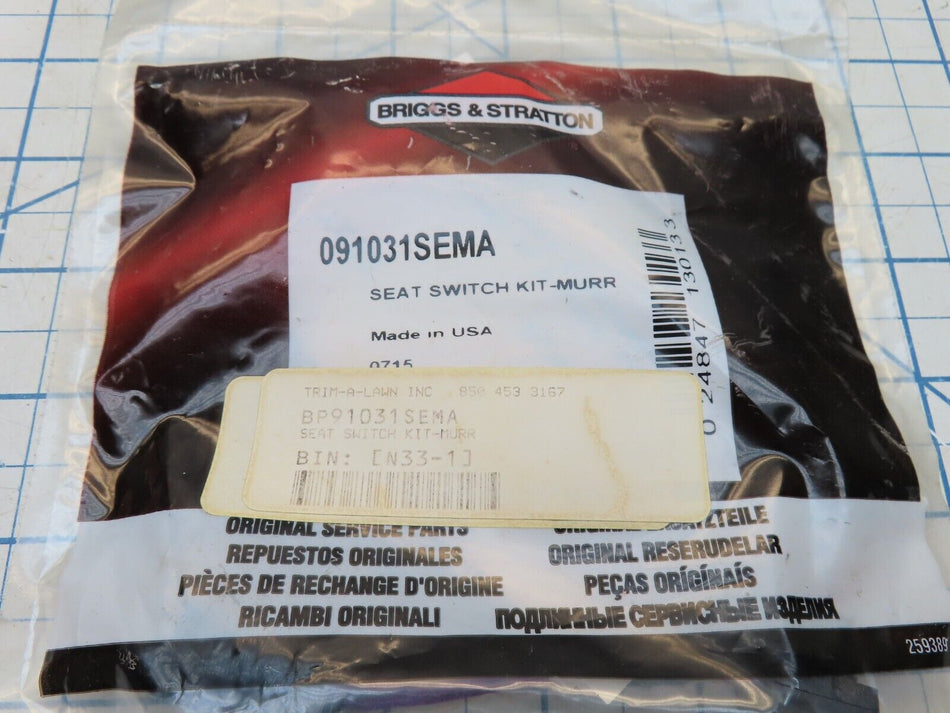 BRIGGS & STRATTON
091031SEMA
SEAT SWITCH KIT-MURR
Made in USA
0715
0 24847 130133
TRIM-A-LAWN INC 850 453 3167
BP91031SEMA
SEAT SWITCH KIT-MURR
BIN: [N33-1]
ORIGINAL SERVICE PARTS
REPUESTOS ORIGINALES
PIÈCES DE RECHANGE D'ORIGINE
RICAMBI ORIGINALI
ORIGINAL RESERUDELAR
PEÇAS ORIGINAIS
ПОДЛИННЫЕ СЕРВИСНЫЕ ИЗДЕЛИЯ
259389